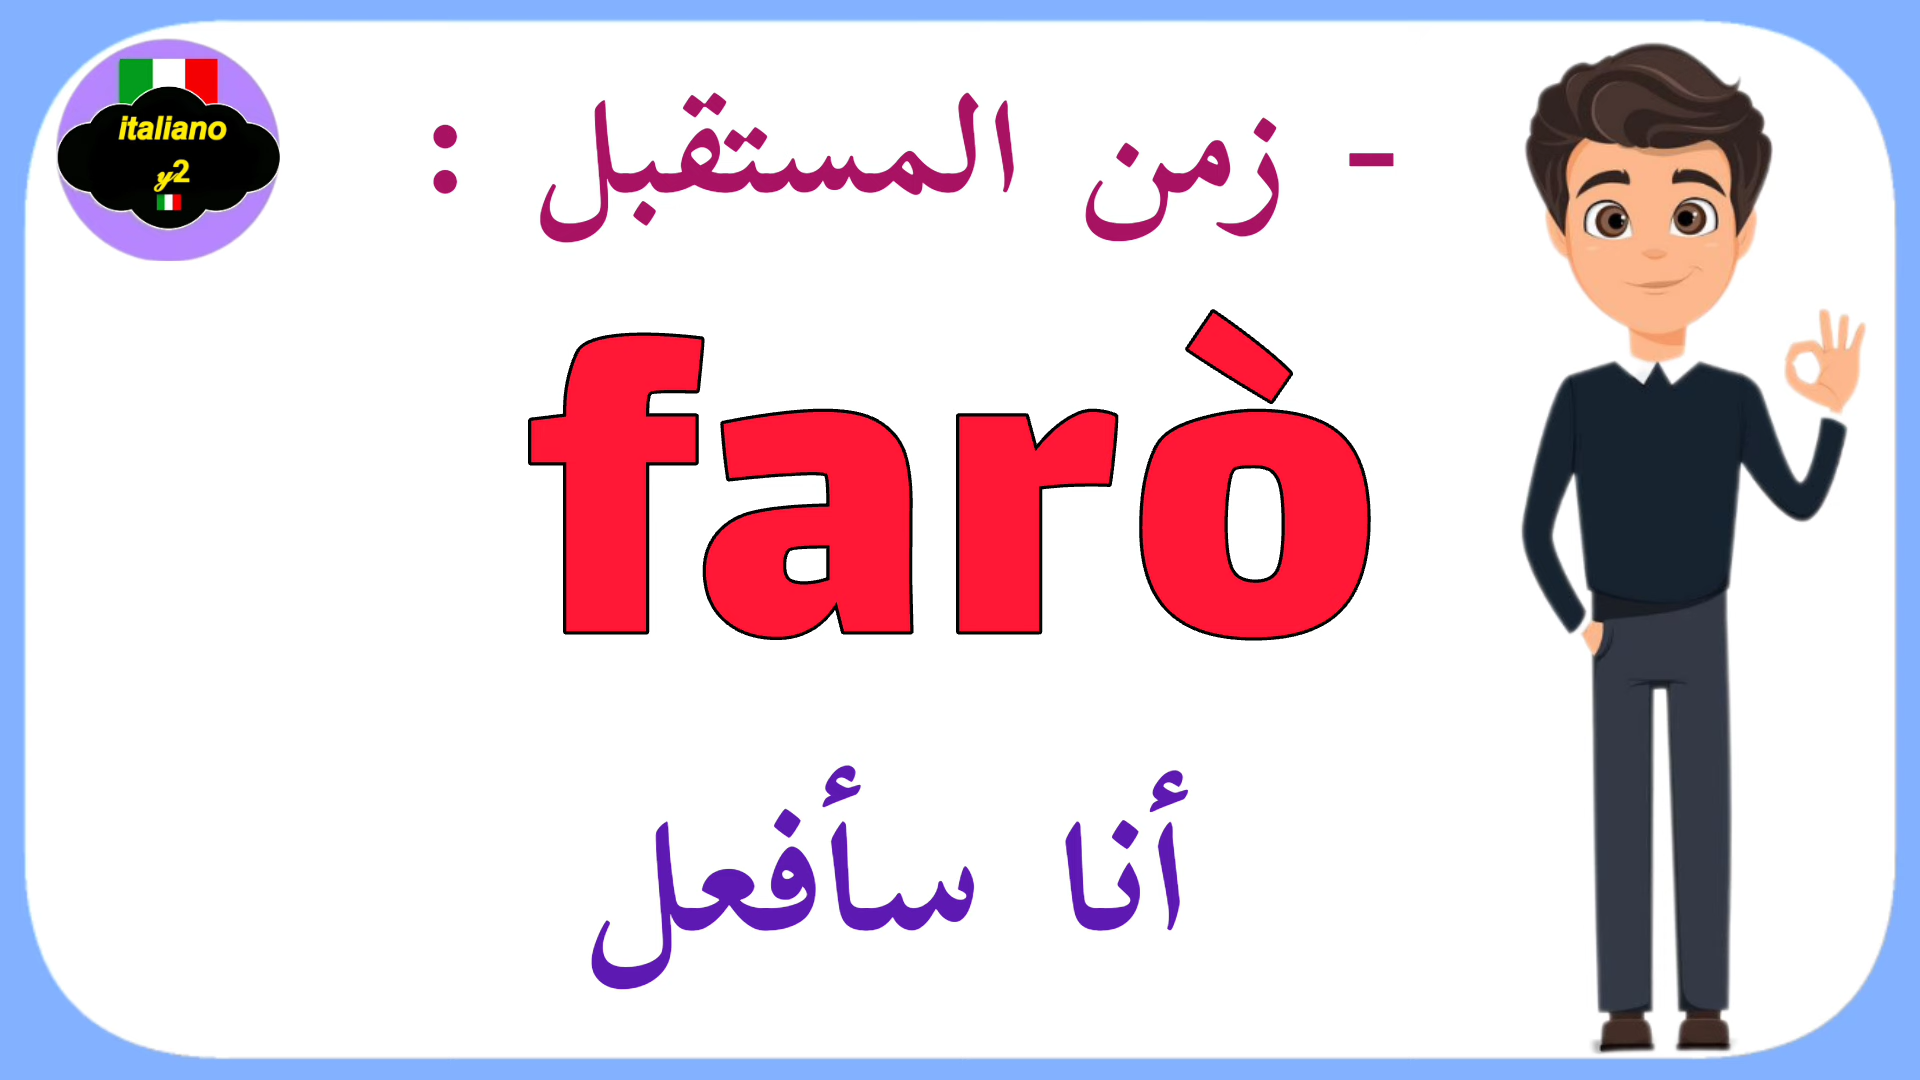 italiano
y2
- زمن المستقبل :
farò
أنا سأفعل